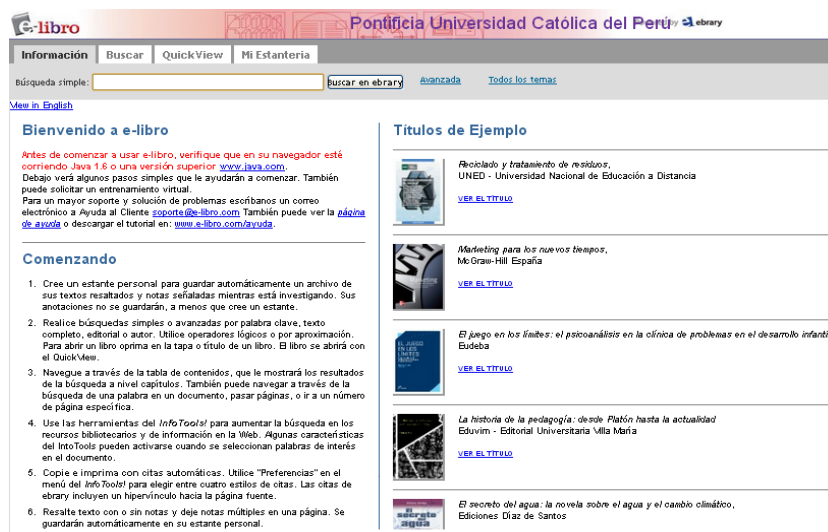 e-libro
Pontificia Universidad Católica del Perú
by ebrary
Información
Buscar
QuickView
Mi Estanteria
Búsqueda simple:
Buscar en ebrary
Avanzada
Todos los temas
View in English
Bienvenido a e-libro
Antes de comenzar a usar e-libro, verifique que en su navegador esté
corriendo Java 1.6 o una versión superior www.java.com.
Debajo verá algunos pasos simples que le ayudarán a comenzar. También
puede solicitar un entrenamiento virtual.
Para un mayor soporte y solución de problemas escríbanos un correo
electrónico a Ayuda al Cliente soporte@e-libro.com También puede ver la página
de ayuda o descargar el tutorial en: www.e-libro.com/ayuda.
Comenzando
1. Cree un estante personal para guardar automáticamente un archivo de
sus textos resaltados y notas señaladas mientras está investigando. Sus
anotaciones no se guardarán, a menos que cree un estante.
2. Realice búsquedas simples o avanzadas por palabra clave, texto
completo, editorial o autor. Utilice operadores lógicos o por aproximación.
Para abrir un libro oprima en la tapa o título de un libro. El libro se abrirá con
el QuickView.
3. Navegue a través de la tabla de contenidos, que le mostrará los resultados
de la búsqueda a nivel capítulos. También puede navegar a través de la
búsqueda de una palabra en un documento, pasar páginas, o ir a un número
de página específica.
4. Use las herramientas del InfoTools! para aumentar la búsqueda en los
recursos bibliotecarios y de información en la Web. Algunas características
del IntoTools pueden activarse cuando se seleccionan palabras de interés
en el documento.
5. Copie e imprima con citas automáticas. Utilice "Preferencias" en el
menú del InfoTools! para elegir entre cuatro estilos de citas. Las citas de
ebrary incluyen un hipervínculo hacia la página fuente.
6. Resalte texto con o sin notas y deje notas múltiples en una página. Se
guardarán automáticamente en su estante personal.
Títulos de Ejemplo
Reciclado y tratamiento de residuos,
UNED - Universidad Nacional de Educación a Distancia
VER EL TÍTULO
Marketing para los nuevos tiempos,
McGraw-Hill España
VER EL TÍTULO
El juego en los límites: el psicoanálisis en la clínica de problemas en el desarrollo infanti
Eudeba
VER EL TÍTULO
EL JUEGO
EN LOS
LÍMITES
La historia de la pedagogía: desde Platón hasta la actualidad
Eduvim - Editorial Universitaria Villa María
VER EL TÍTULO
El secreto del agua: la novela sobre el agua y el cambio climático,
Ediciones Díaz de Santos
secreto
agua